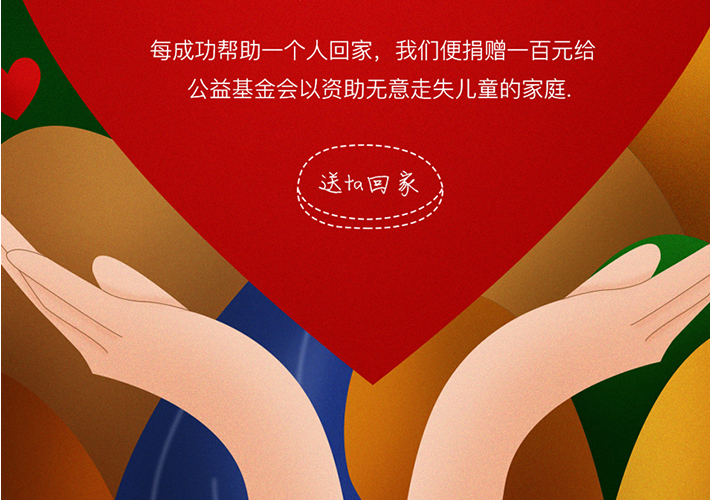 每成功帮助一个人回家，我们便捐赠一百元给
公益基金会以资助无意走失儿童的家庭.
送ta回家